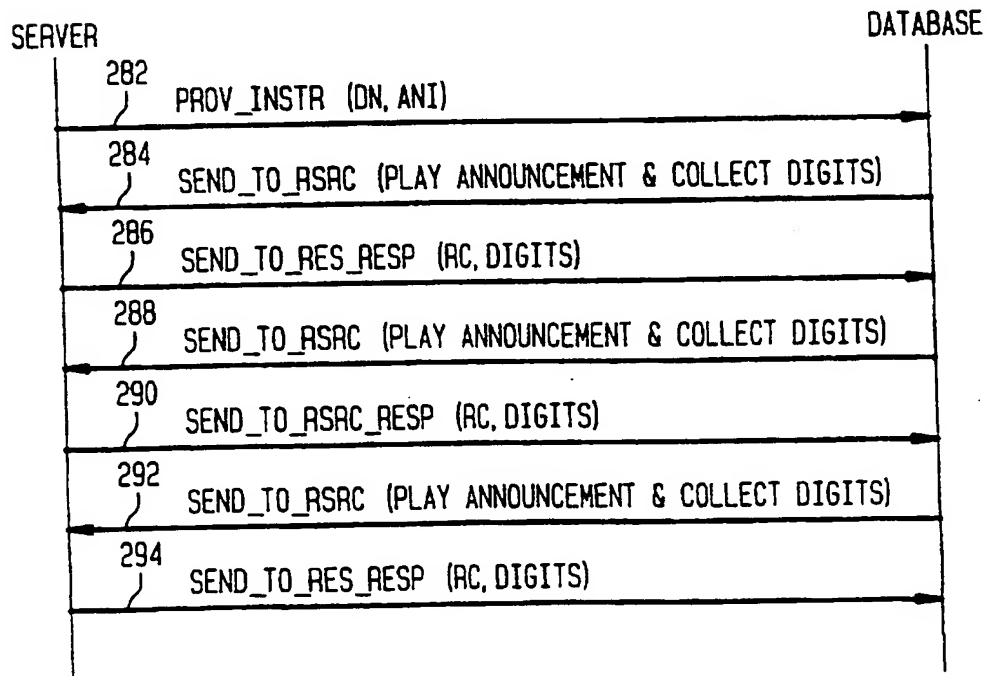 SERVER
DATABASE
282
PROV_INSTR (DN, ANI)
284
SEND_TO_RSRC (PLAY ANNOUNCEMENT & COLLECT DIGITS)
286
SEND_TO_RES_RESP (RC, DIGITS)
288
SEND_TO_RSRC (PLAY ANNOUNCEMENT & COLLECT DIGITS)
290
SEND_TO_RSRC_RESP (RC, DIGITS)
292
SEND_TO_RSRC (PLAY ANNOUNCEMENT & COLLECT DIGITS)
294
SEND_TO_RES_RESP (RC, DIGITS)